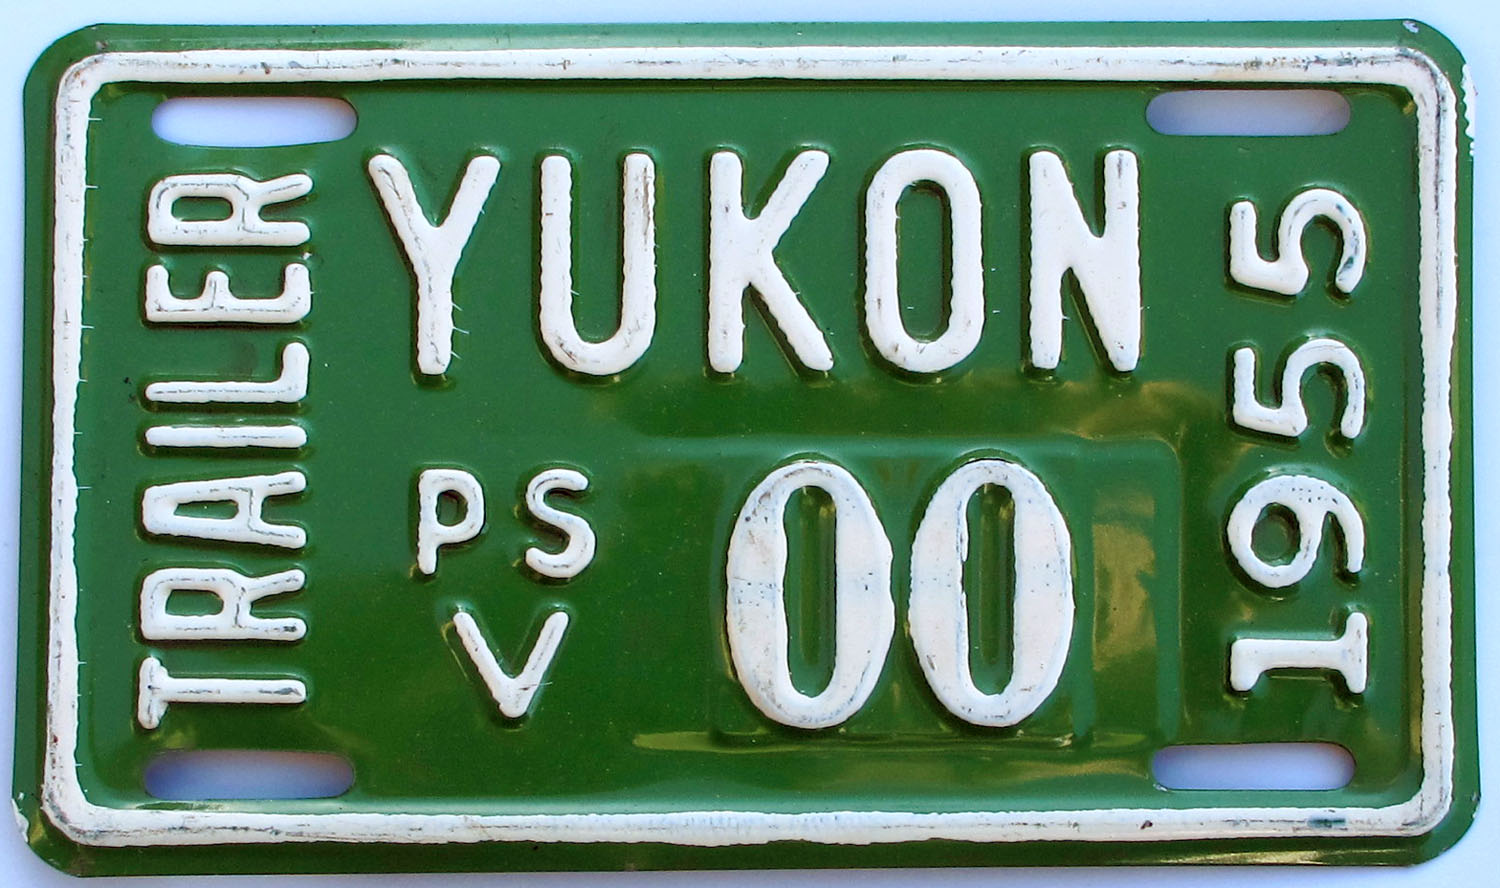 TRAILER
YUKON
PS
V
00
1955